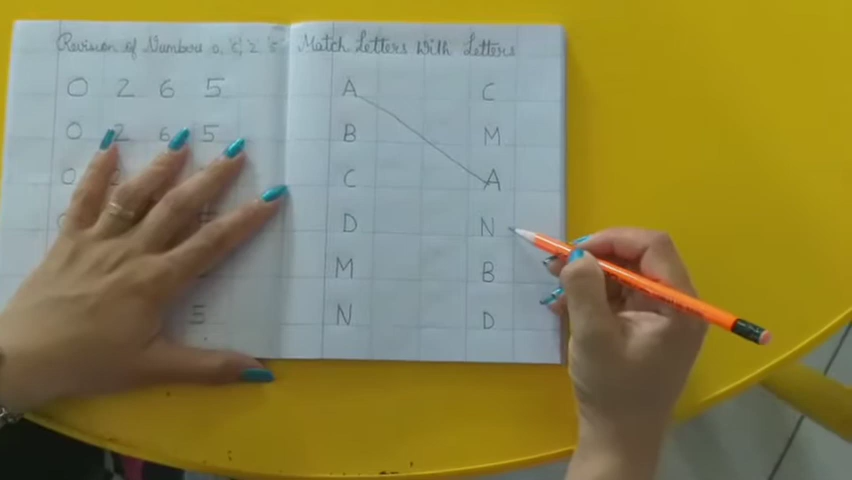 Revision of Numbers 0, 6, 2, 5
0 2 6 5
0 2 6 5
0
Match Letters With Letters
A C
B M
C A
D N
M B
N D